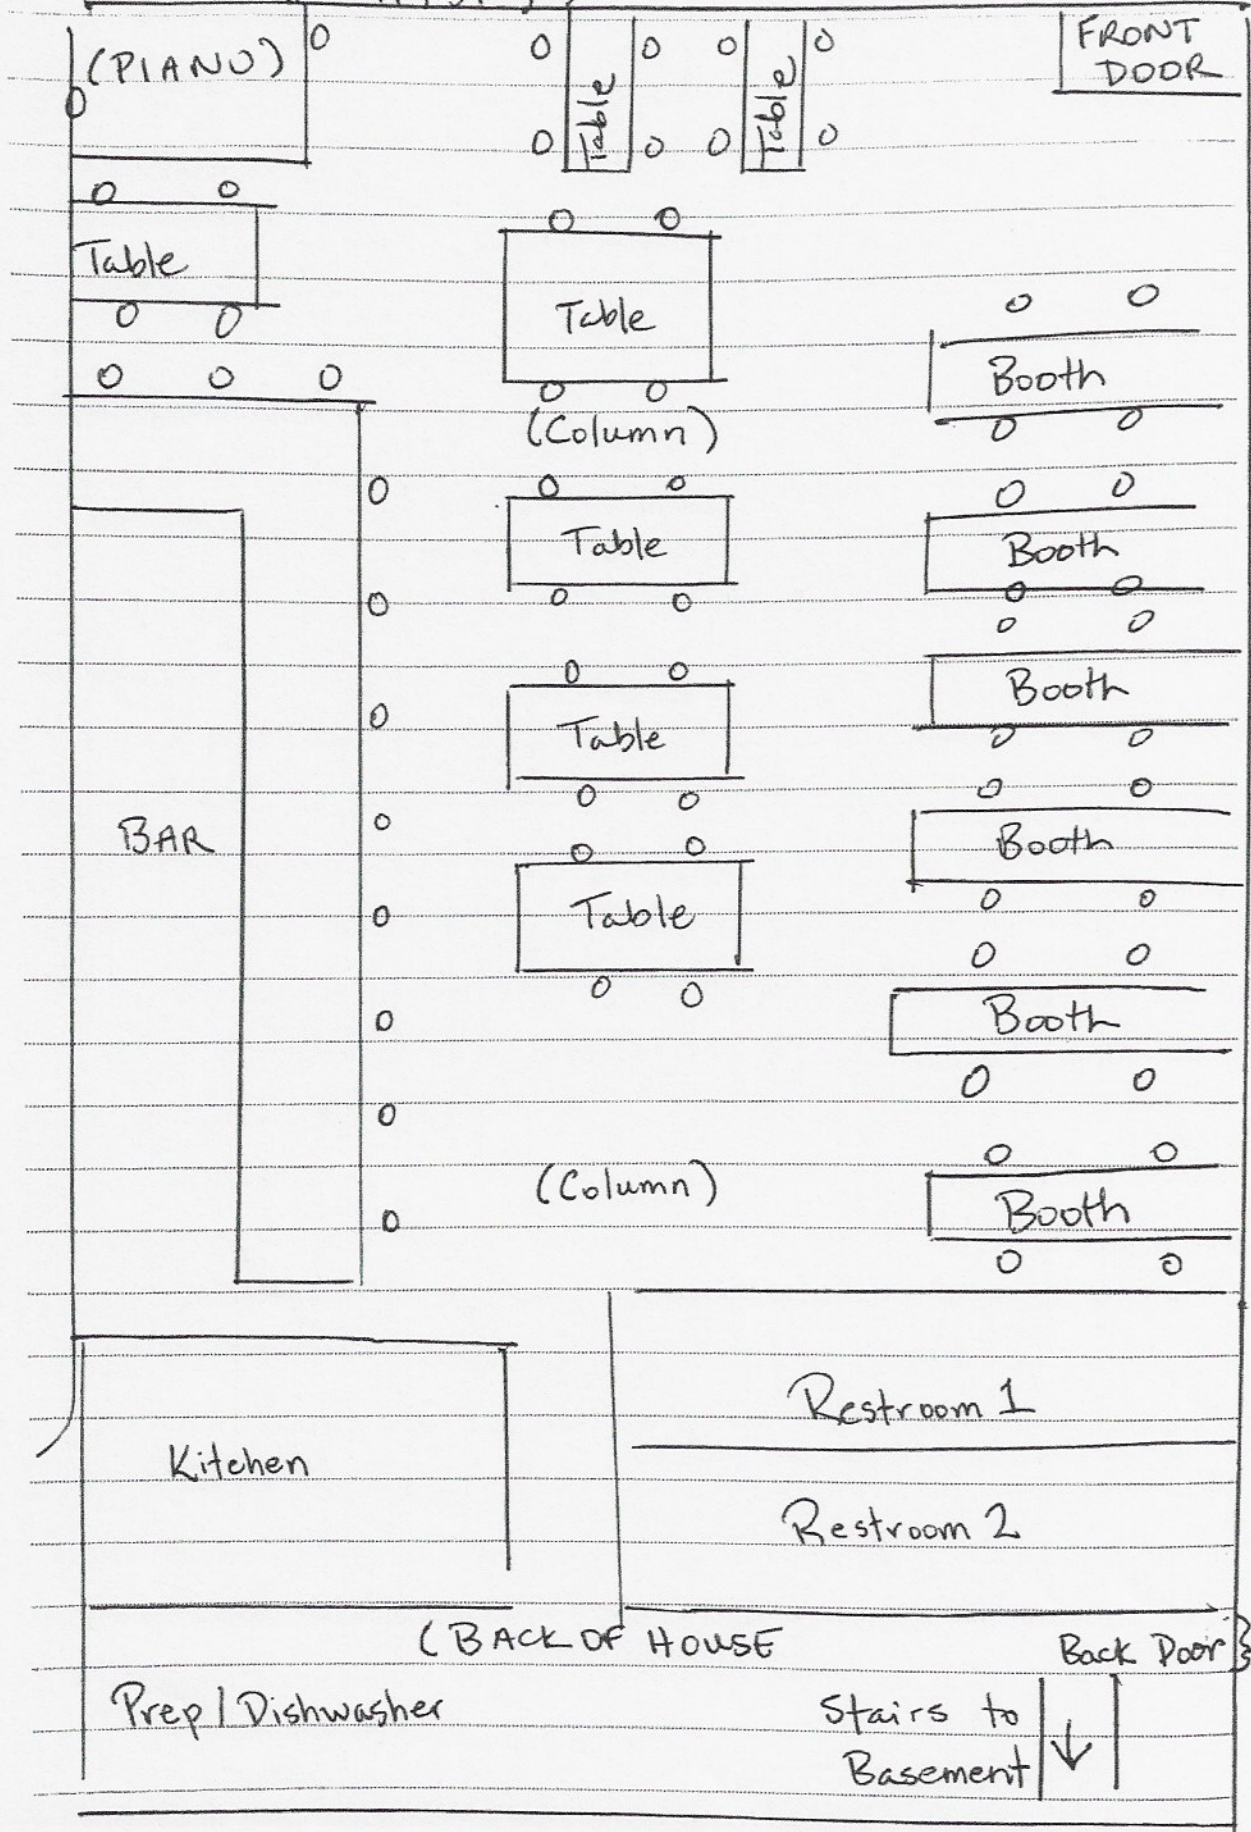 (PIANO)
Table
Table
FRONT
DOOR
Table
Table
Booth
(Column)
Table
Booth
Table
Booth
BAR
Booth
Table
Booth
(Column)
Booth
Restroom 1
Kitchen
Restroom 2
(BACK OF HOUSE
Back Door
Prep/Dishwasher
Stairs to
Basement